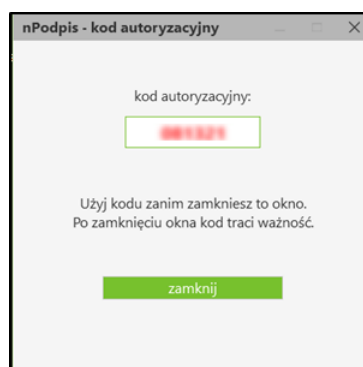 nPodpis - kod autoryzacyjny
kod autoryzacyjny:
Użyj kodu zanim zamkniesz to okno.
Po zamknięciu okna kod traci ważność.
zamknij